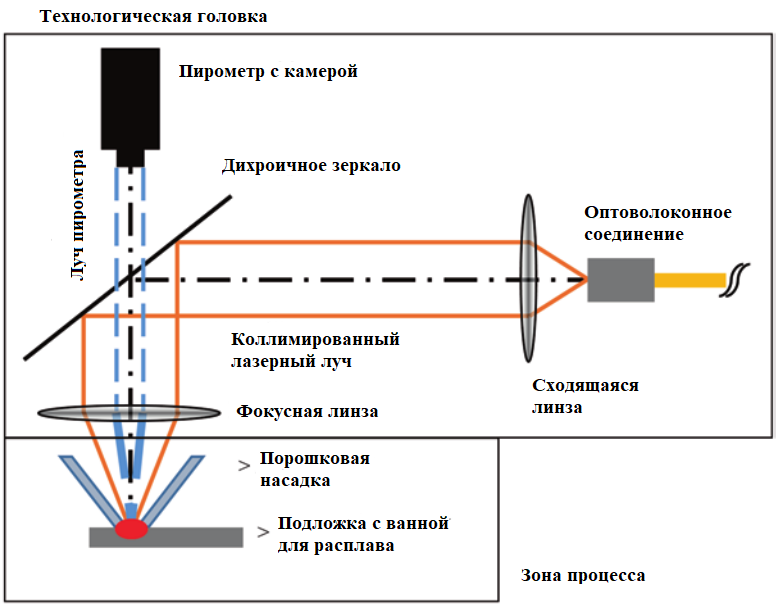 Технологическая головка
Пирометр с камерой
Луч пирометра
Дихроичное зеркало
Оптоволоконное
соединение
Коллимированный
лазерный луч
Сходящаяся
линза
Фокусная линза
> Порошковая
насадка
> Подложка с ванной
для расплава
Зона процесса